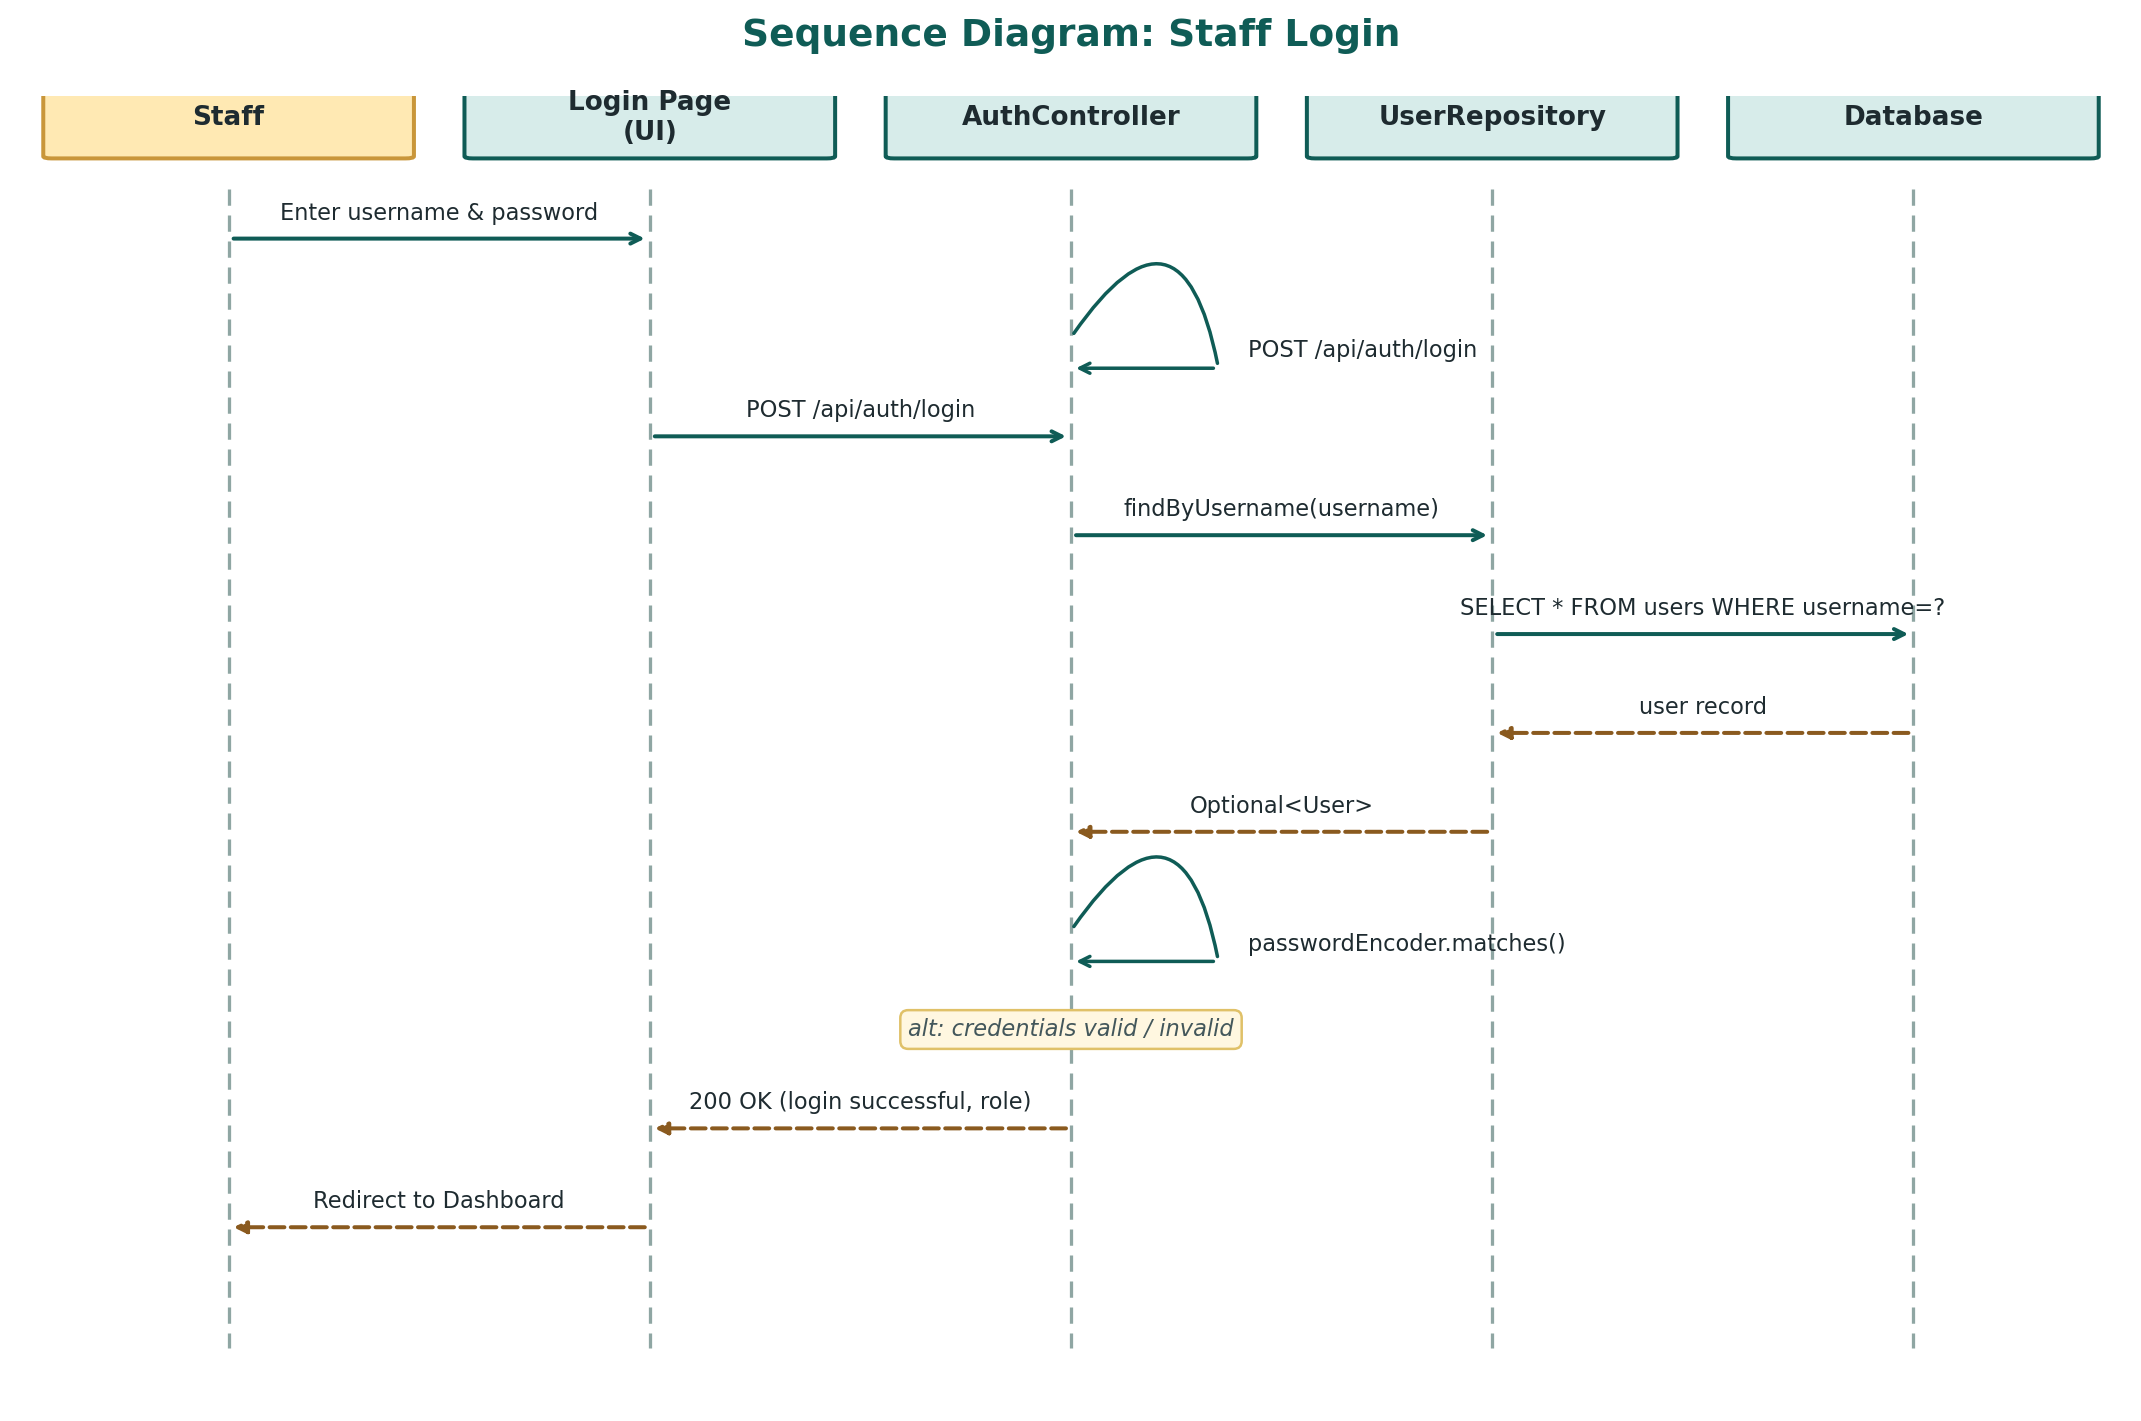 Sequence Diagram: Staff Login
Staff
Login Page
(UI)
AuthController
UserRepository
Database
Enter username & password
POST /api/auth/login
POST /api/auth/login
findByUsername(username)
SELECT * FROM users WHERE username=?
user record
Optional<User>
passwordEncoder.matches()
alt: credentials valid / invalid
200 OK (login successful, role)
Redirect to Dashboard